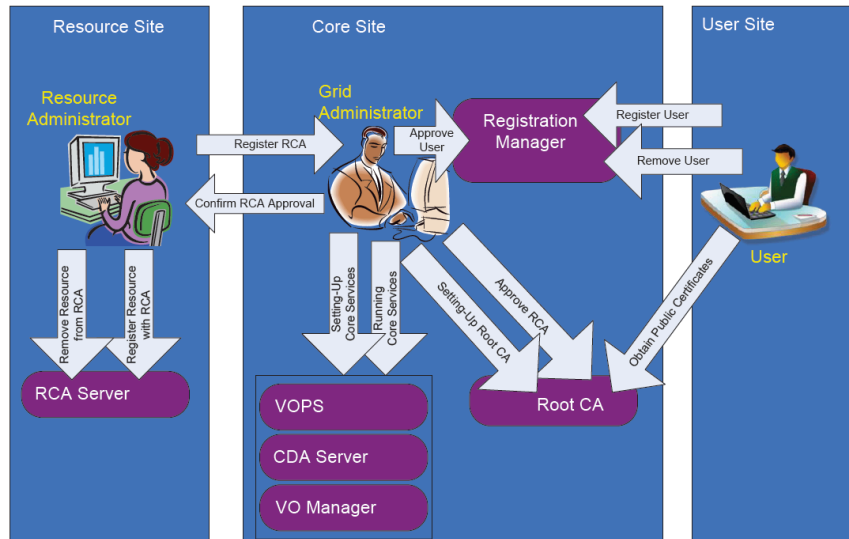 Resource Site
Core Site
User Site
Resource
Administrator
Grid
Administrator
Registration
Manager
Register User
Remove User
Register RCA
Approve
User
Confirm RCA Approval
User
Remove Resource
from RCA
Register Resource
with RCA
Setting-Up
Core Services
Running
Core Services
Setting-Up Root CA
Approve RCA
Obtain Public Certificates
RCA Server
VOPS
CDA Server
VO Manager
Root CA